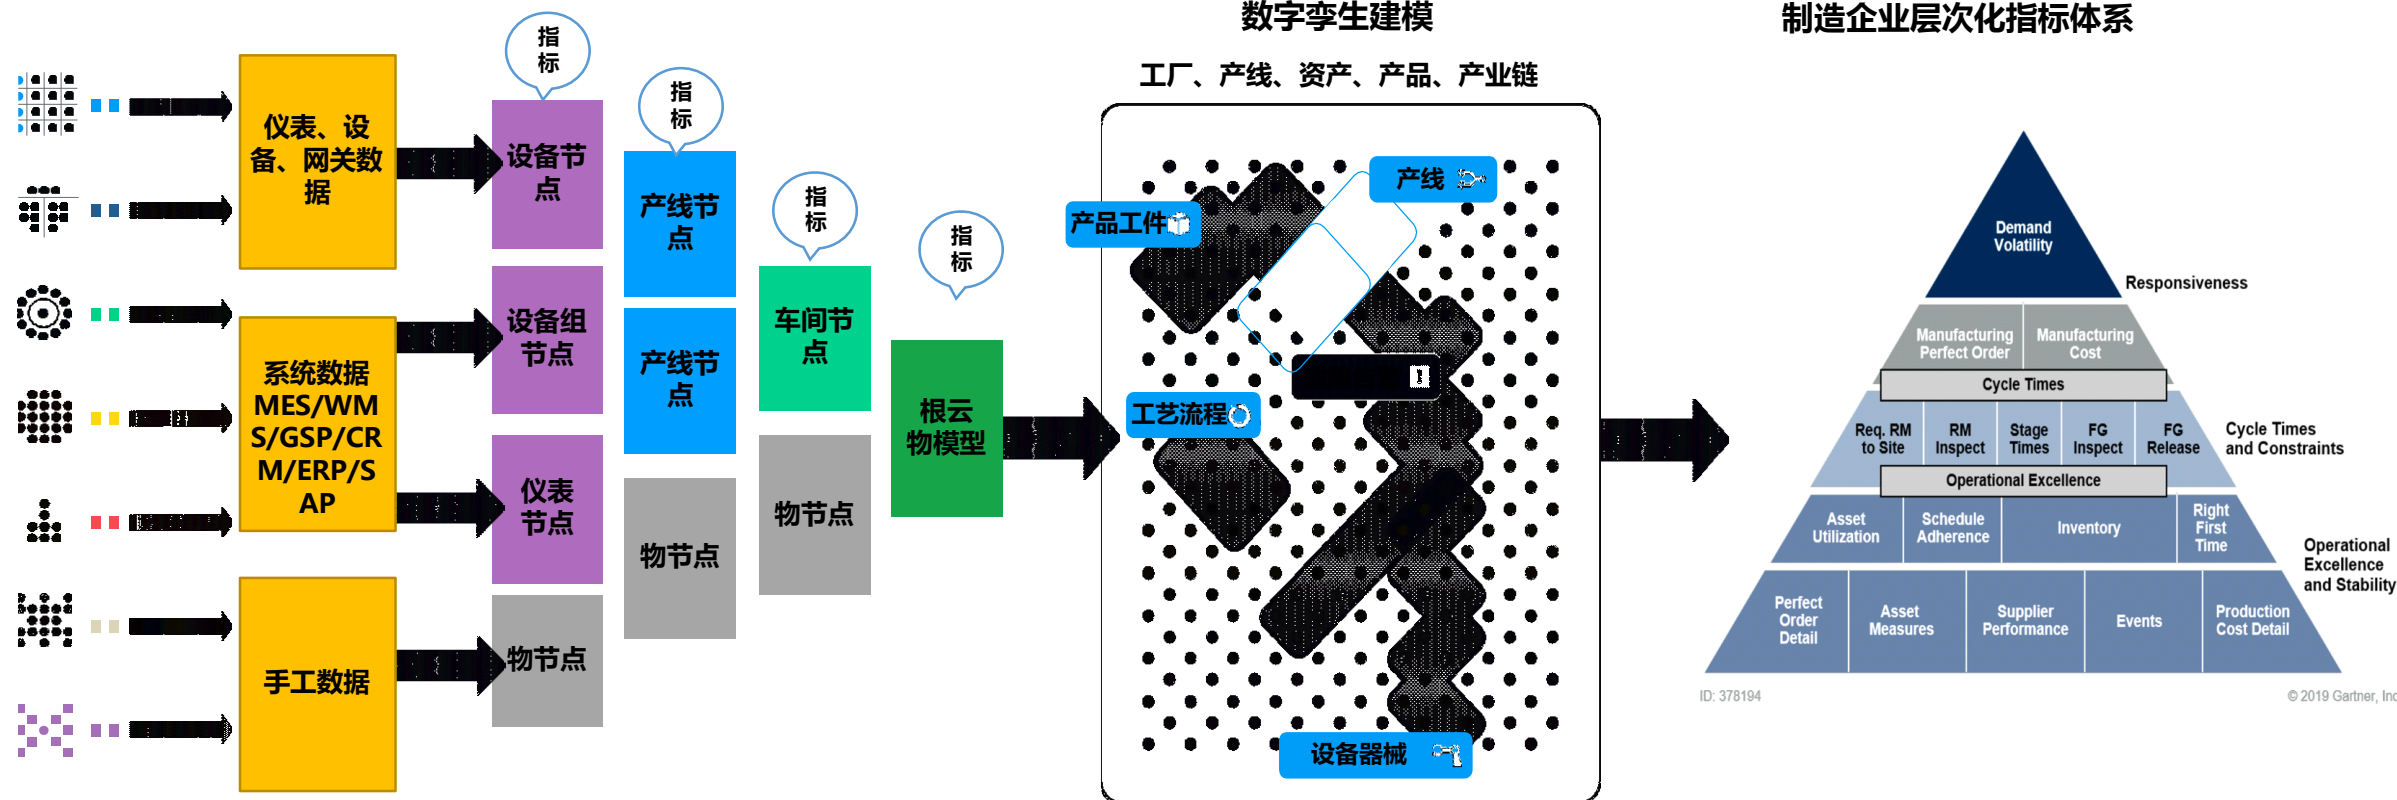 数字孪生建模
制造企业层次化指标体系
工厂、产线、资产、产品、产业链
仪表、设
备、网关数
据
系统数据
MES/WM
S/GSP/CR
M/ERP/S
AP
手工数据
指
标
设备节
点
设备组
节点
仪表
节点
物节点
指
标
产线节
点
产线节
点
物节点
指
标
车间节
点
物节点
指
标
根云
物模型
产线
产品工件
工艺流程
设备器械
Demand
Volatility
Responsiveness
Manufacturing
Perfect Order
Manufacturing
Cost
Cycle Times
Req. RM
to Site
RM
Inspect
Stage
Times
FG
Inspect
FG
Release
Cycle Times
and Constraints
Operational Excellence
Asset
Utilization
Schedule
Adherence
Inventory
Right
First
Time
Operational
Excellence
and Stability
Perfect
Order
Detail
Asset
Measures
Supplier
Performance
Events
Production
Cost Detail
ID: 378194
© 2019 Gartner, Inc